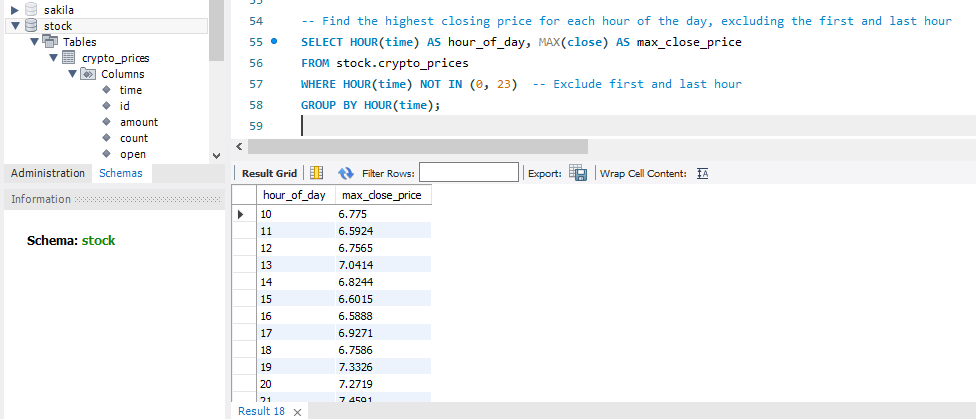 sakila
stock
Tables
crypto_prices
Columns
time
id
amount
count
open
Administration Schemas
Information
Schema: stock
53
54 -- Find the highest closing price for each hour of the day, excluding the first and last hour
55 SELECT HOUR(time) AS hour_of_day, MAX(close) AS max_close_price
56 FROM stock.crypto_prices
57 WHERE HOUR(time) NOT IN (0, 23) -- Exclude first and last hour
58 GROUP BY HOUR(time);
59
Result Grid Filter Rows: Export: Wrap Cell Content: IA
hour_of_day max_close_price
10 6.775
11 6.5924
12 6.7565
13 7.0414
14 6.8244
15 6.6015
16 6.5888
17 6.9271
18 6.7586
19 7.3326
20 7.2719
21 7.4591
Result 18